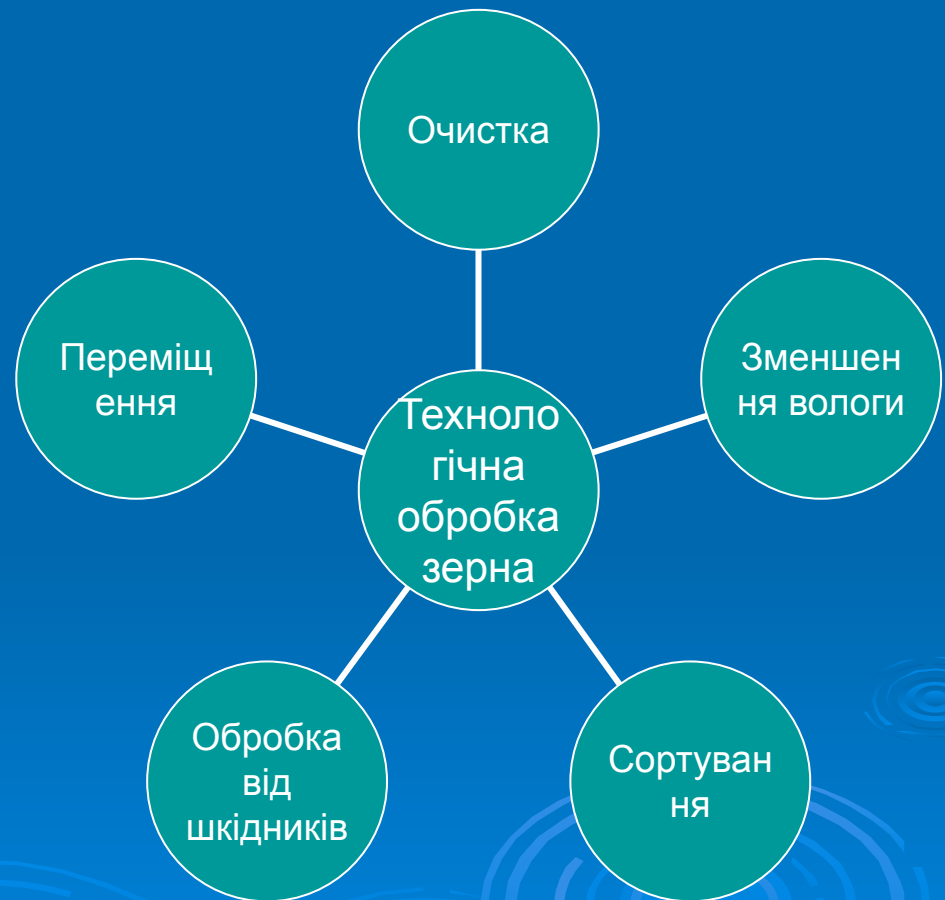 Очистка
Переміщ
ення
Зменшен
ня вологи
Техноло
гічна
обробка
зерна
Обробка
від
шкідників
Сортуван
ня